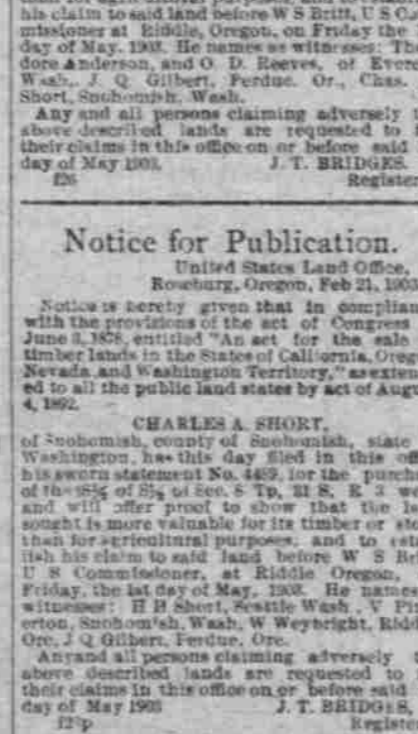 his claim to said land before W S Britt, U S C
missioner at Riddle, Oregon, on Friday the
day of May, 1903. He names as witnesses: Th
dore Anderson, and O. D. Reeves, of Evere
Wash., J. Q. Gilbert, Perdue. Or., Chas.
Short, Snohomish, Wash.
Any and all persons claiming adversely t
above described lands are requested to
their claims in this office on or before said
day of May 1903. J. T. BRIDGES.
f26 Register
Notice for Publication.
United States Land Office,
Roseburg, Oregon, Feb 21, 1903
Notice is hereby given that in complian
with the provisions of the act of Congress
June 3, 1878, entitled "An act for the sale
timber lands in the States of California, Oreg
Nevada, and Washington Territory," as exten
ed to all the public land states by act of Augu
4, 1892.
CHARLES A. SHORT,
of Snohomish, county of Snohomish, state
Washington, has this day filed in this off
his sworn statement No. 4489, for the purcha
of the of of Sec. 8 Tp, 31 S, R 3 we
and will offer proof to show that the la
sought is more valuable for its timber or st
than for agricultural purposes, and to esta
lish his claim to said land before W S Bri
U S Commissioner, at Riddle Oregon,
Friday, the 1st day of May, 1903. He names
witnesses: H B Short, Seattle Wash, V Pi
erton, Snohomish, Wash, W Weybright, Ridd
Ore, J Q Gilbert, Perdue, Ore.
Any and all persons claiming adversely t
above described lands are requested to
their claims in this office on or before said
day of May 1903 J. T. BRIDGES,
Register